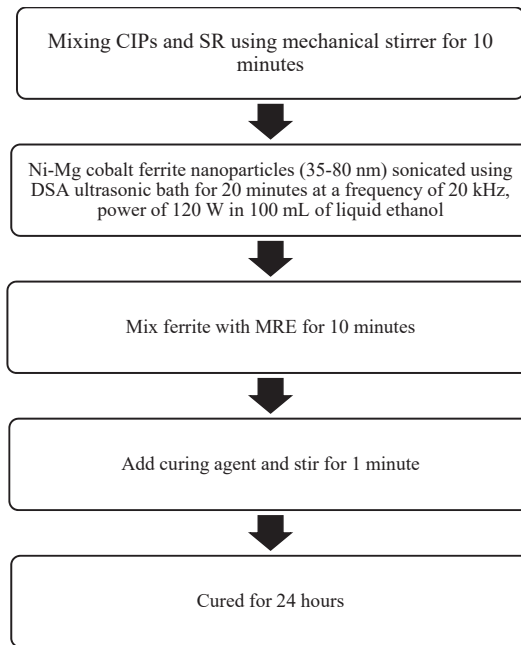 Mixing CIPs and SR using mechanical stirrer for 10
minutes
Ni-Mg cobalt ferrite nanoparticles (35-80 nm) sonicated using
DSA ultrasonic bath for 20 minutes at a frequency of 20 kHz,
power of 120 W in 100 mL of liquid ethanol
Mix ferrite with MRE for 10 minutes
Add curing agent and stir for 1 minute
Cured for 24 hours